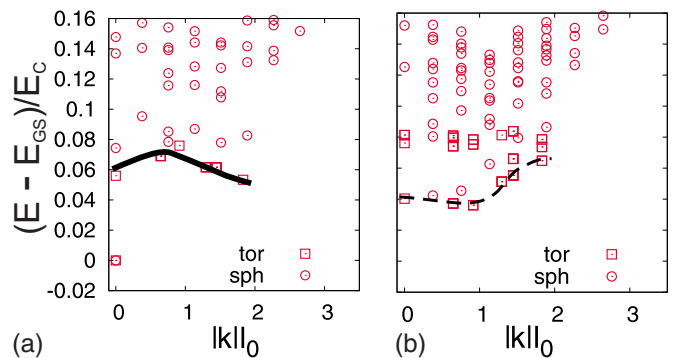 (E - E_GS)/E_C
0.16
0.14
0.12
0.10
0.08
0.06
0.04
0.02
0
-0.02
tor
sph
0
1
2
3
|k|l_0
(a)
tor
sph
0
1
2
3
|k|l_0
(b)